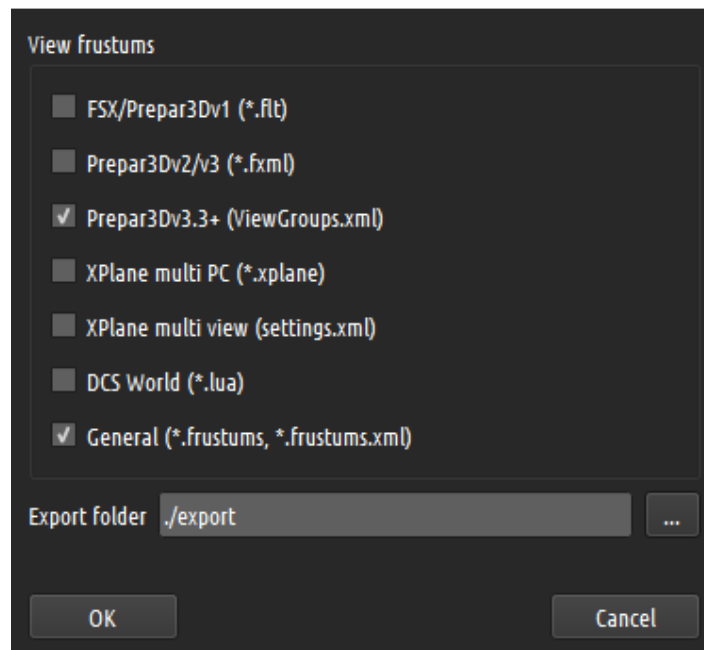 View frustums
FSX/Prepar3Dv1 (*.flt)
Prepar3Dv2/v3 (*.fxml)
Prepar3Dv3.3+ (ViewGroups.xml)
XPlane multi PC (*.xplane)
XPlane multi view (settings.xml)
DCS World (*.lua)
General (*.frustums, *.frustums.xml)
Export folder ./export ...
OK Cancel